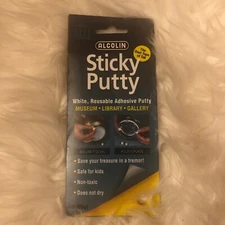 ALCOLIN
Sticky
Putty
White, Reusable Adhesive Putty
MUSEUM • LIBRARY • GALLERY
• Save your treasure in a tremor!
• Safe for kids
• Non-toxic
• Does not dry